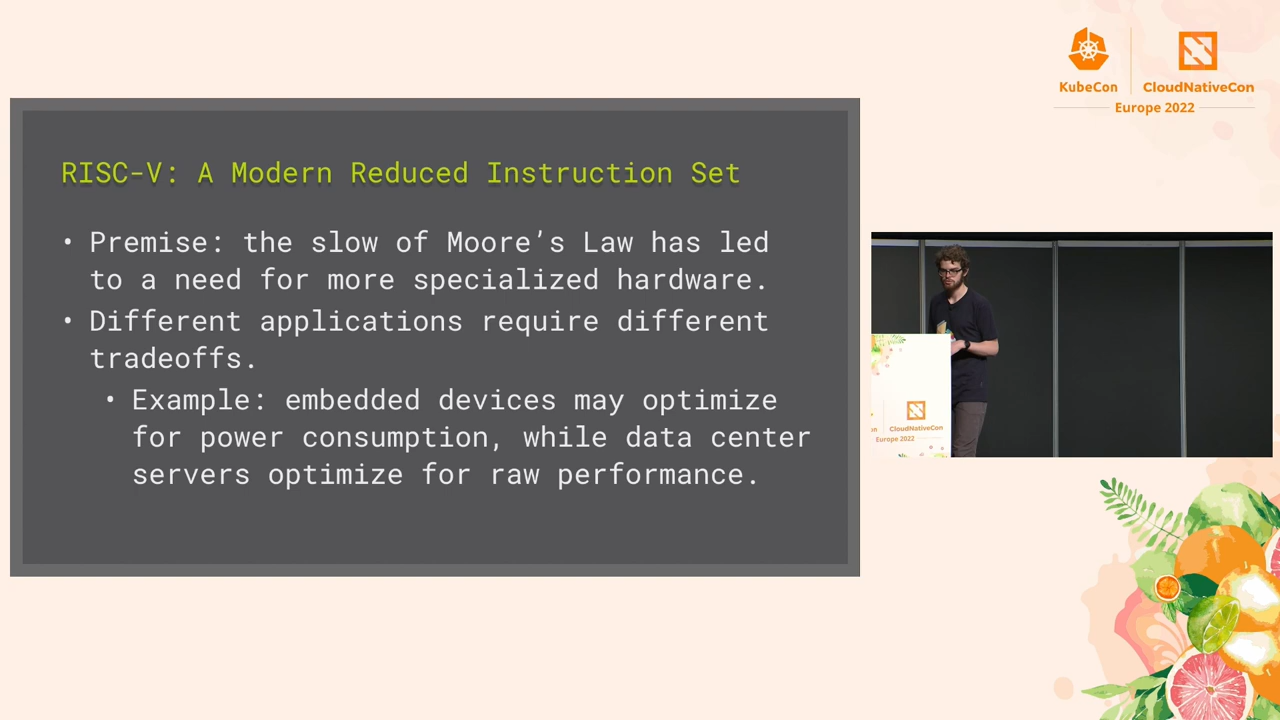 KubeCon
CloudNativeCon
Europe 2022
RISC-V: A Modern Reduced Instruction Set
• Premise: the slow of Moore’s Law has led
to a need for more specialized hardware.
• Different applications require different
tradeoffs.
• Example: embedded devices may optimize
for power consumption, while data center
servers optimize for raw performance.
CloudNativeCon
Europe 2022